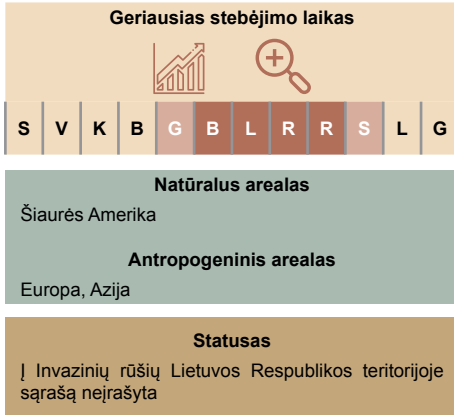 Geriausias stebėjimo laikas
S V K B G B L R R S L G
Natūralus arealas
Šiaurės Amerika
Antropogeninis arealas
Europa, Azija
Statusas
Į Invazinių rūšių Lietuvos Respublikos teritorijoje
sąrašą neįrašyta